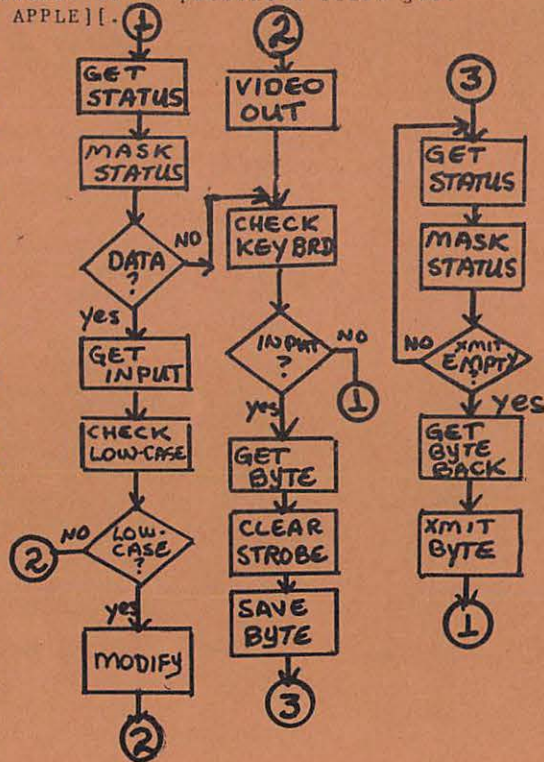 APPLE][.
1
GET
STATUS
MASK
STATUS
DATA
?
NO
yes
GET
INPUT
CHECK
LOW-CASE
LOW-
CASE
?
NO
2
yes
MODIFY
2
2
VIDEO
OUT
CHECK
KEYBRD
INPUT
?
NO
1
yes
GET
BYTE
CLEAR
STROBE
SAVE
BYTE
3
3
GET
STATUS
MASK
STATUS
XMIT
EMPTY
?
NO
yes
GET
BYTE
BACK
XMIT
BYTE
1